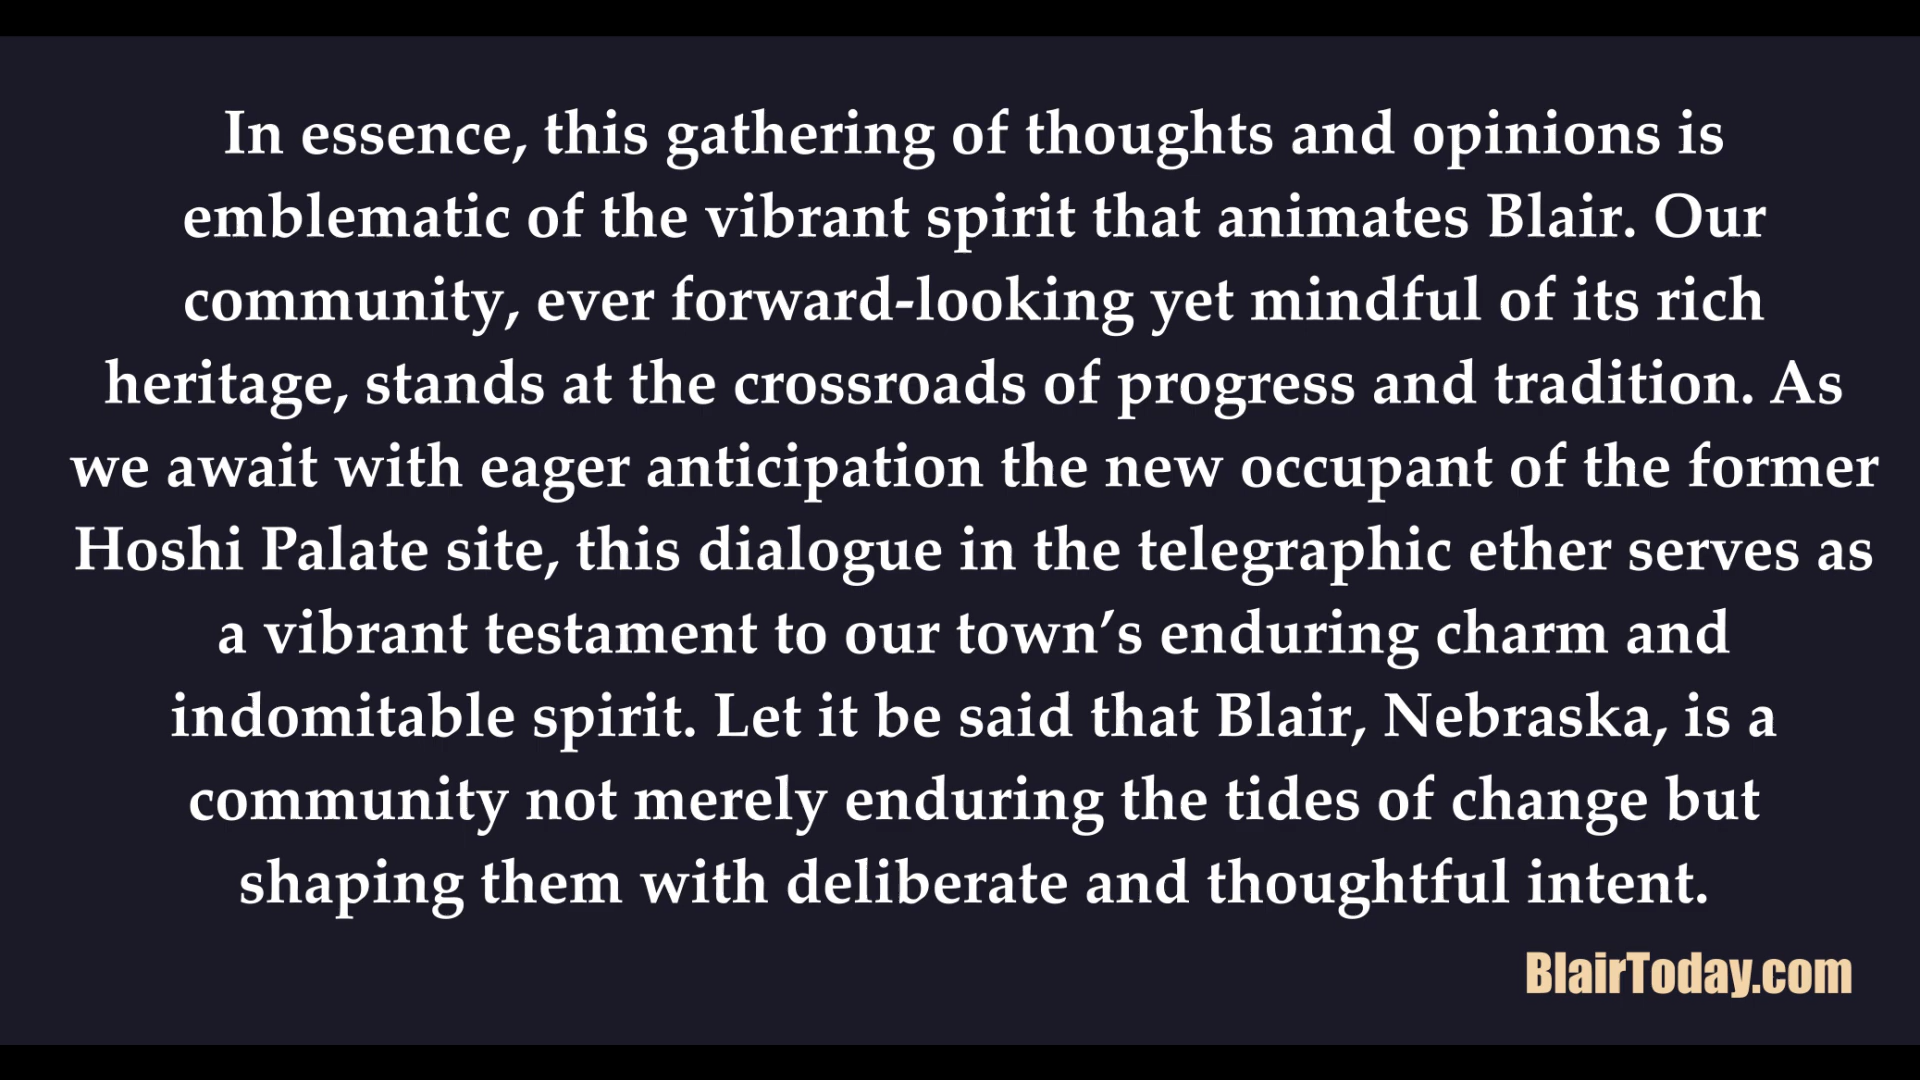 In essence, this gathering of thoughts and opinions is
emblematic of the vibrant spirit that animates Blair. Our
community, ever forward-looking yet mindful of its rich
heritage, stands at the crossroads of progress and tradition. As
we await with eager anticipation the new occupant of the former
Hoshi Palate site, this dialogue in the telegraphic ether serves as
a vibrant testament to our town’s enduring charm and
indomitable spirit. Let it be said that Blair, Nebraska, is a
community not merely enduring the tides of change but
shaping them with deliberate and thoughtful intent.
BlairToday.com